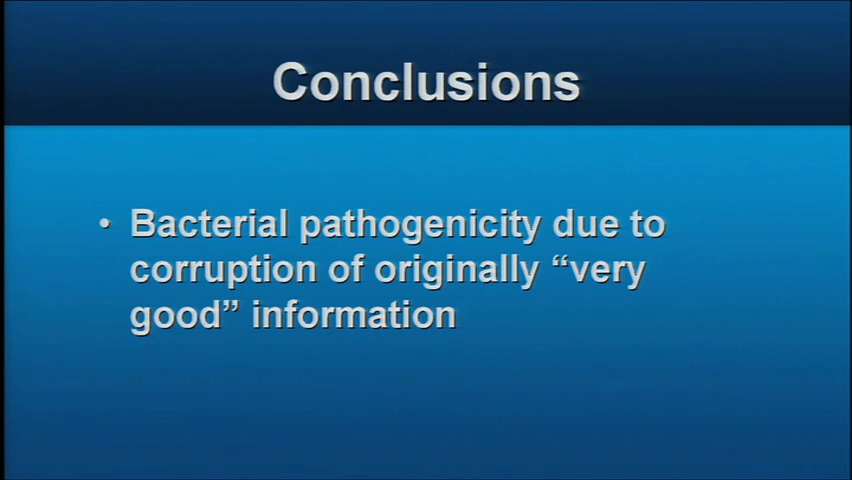 Conclusions
• Bacterial pathogenicity due to
corruption of originally “very
good” information